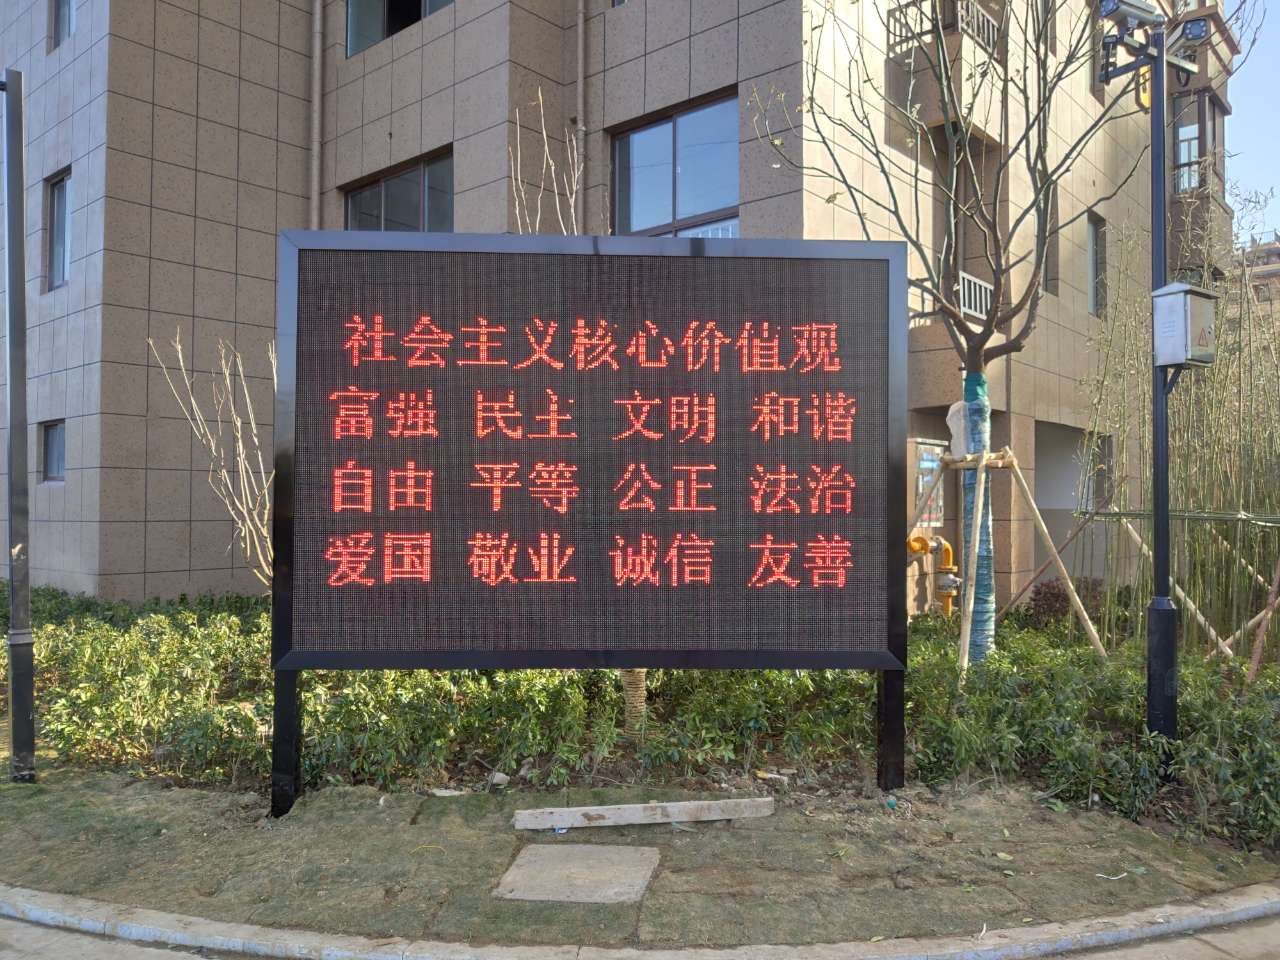 社会主义核心价值观
富强 民主 文明 和谐
自由 平等 公正 法治
爱国 敬业 诚信 友善